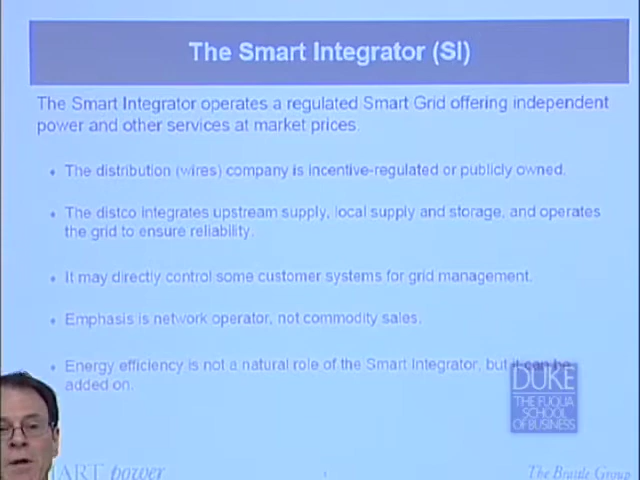 The Smart Integrator (SI)
The Smart Integrator operates a regulated Smart Grid offering independent
power and other services at market prices.
• The distribution (wires) company is incentive-regulated or publicly owned.
• The distco integrates upstream supply, local supply and storage, and operates
the grid to ensure reliability.
• It may directly control some customer systems for grid management.
• Emphasis is network operator, not commodity sales.
• Energy efficiency is not a natural role of the Smart Integrator, but it can be
added on.
DUKE
THE FUQUA
SCHOOL
OF BUSINESS
power
The Brattle Group